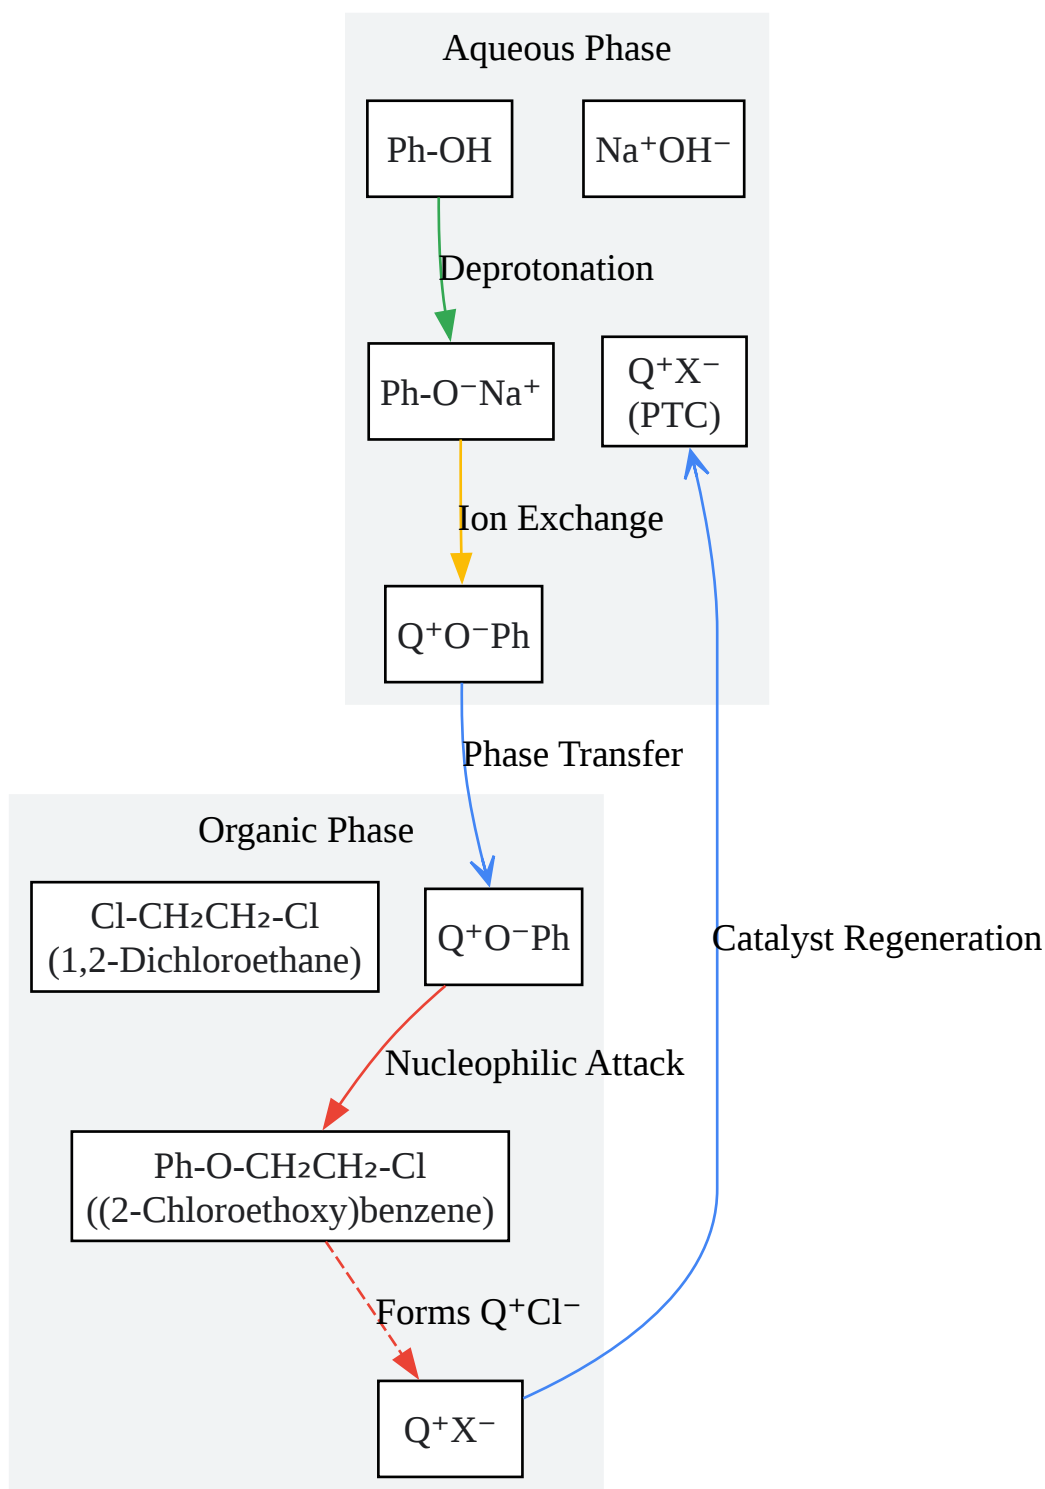 Aqueous Phase
Ph-OH
Na⁺OH⁻
Deprotonation
Ph-O⁻Na⁺
Q⁺X⁻
(PTC)
Ion Exchange
Q⁺O⁻Ph
Phase Transfer
Organic Phase
Cl-CH₂CH₂-Cl
(1,2-Dichloroethane)
Q⁺O⁻Ph
Catalyst Regeneration
Nucleophilic Attack
Ph-O-CH₂CH₂-Cl
((2-Chloroethoxy)benzene)
Forms Q⁺Cl⁻
Q⁺X⁻